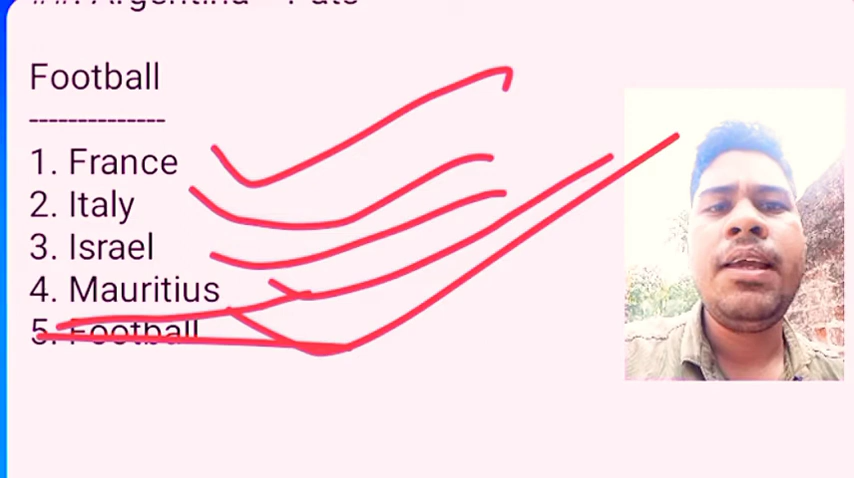 Football
--------------
1. France
2. Italy
3. Israel
4. Mauritius
5. Football